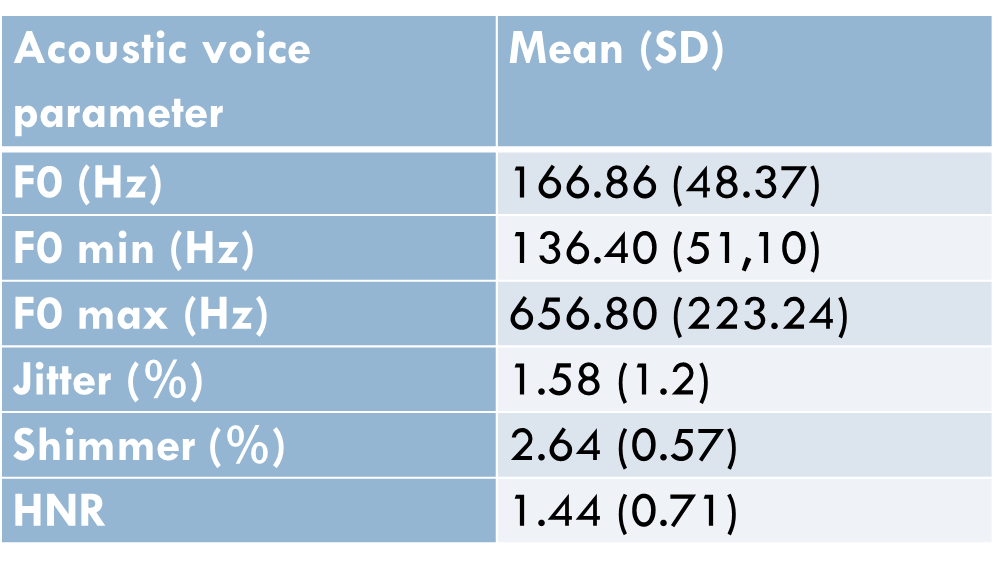 Acoustic voice parameter Mean (SD)
F0 (Hz) 166.86 (48.37)
F0 min (Hz) 136.40 (51,10)
F0 max (Hz) 656.80 (223.24)
Jitter (%) 1.58 (1.2)
Shimmer (%) 2.64 (0.57)
HNR 1.44 (0.71)